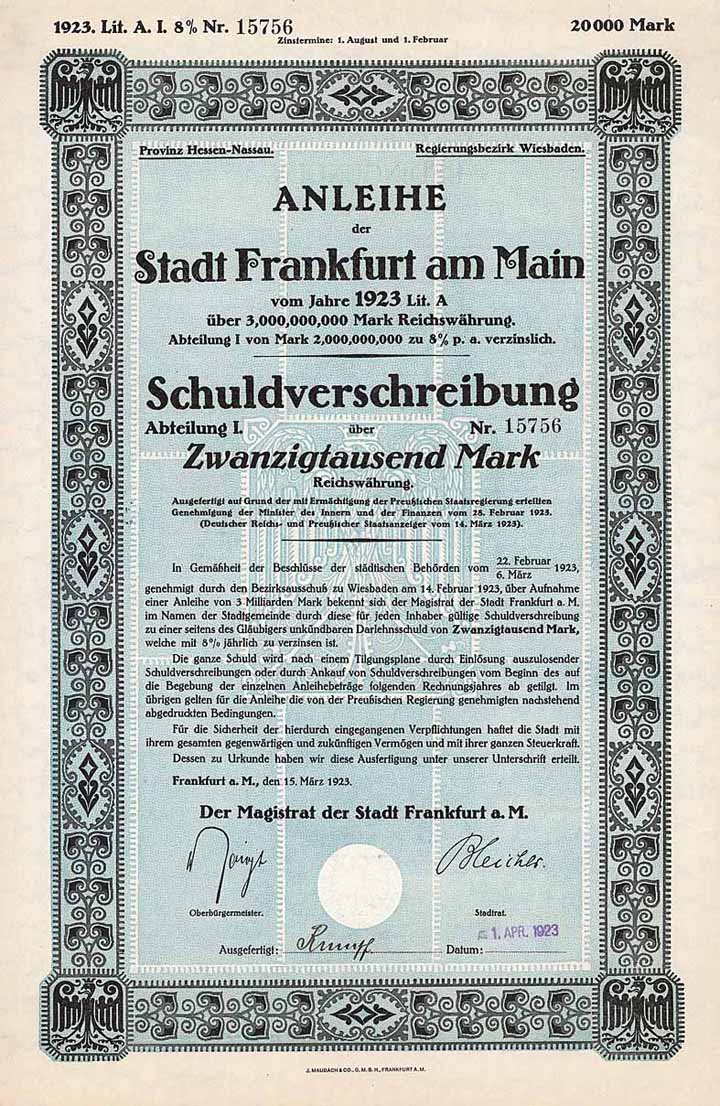 1923. Lit. A. I. 8% Nr. 15756
20000 Mark
Zinstermine: 1. August und 1. Februar
Provinz Hessen-Nassau.
Regierungsbezirk Wiesbaden.
ANLEIHE
der
Stadt Frankfurt am Main
vom Jahre 1923 Lit. A
über 3,000,000,000 Mark Reichswährung.
Abteilung I von Mark 2,000,000,000 zu 8% p. a. verzinslich.
Schuldverschreibung
Abteilung I. über Nr. 15756
Zwanzigtausend Mark
Reichswährung.
Ausgefertigt auf Grund der mit Ermächtigung der Preußischen Staatsregierung erteilten
Genehmigung der Minister des Innern und der Finanzen vom 28. Februar 1923.
(Deutscher Reichs- und Preußischer Staatsanzeiger vom 14. März 1923).
In Gemäßheit der Beschlüsse der städtischen Behörden vom 22. Februar / 6. März 1923,
genehmigt durch den Bezirksausschuß zu Wiesbaden am 14. Februar 1923, über Aufnahme
einer Anleihe von 3 Milliarden Mark bekennt sich der Magistrat der Stadt Frankfurt a. M.
im Namen der Stadtgemeinde durch diese für jeden Inhaber gültige Schuldverschreibung
zu einer seitens des Gläubigers unkündbaren Darlehnsschuld von Zwanzigtausend Mark,
welche mit 8% jährlich zu verzinsen ist.
Die ganze Schuld wird nach einem Tilgungsplane durch Einlösung auszulosender
Schuldverschreibungen oder durch Ankauf von Schuldverschreibungen vom Beginn des auf
die Begebung der einzelnen Anleihebeträge folgenden Rechnungsjahres ab getilgt. Im
übrigen gelten für die Anleihe die von der Preußischen Regierung genehmigten nachstehend
abgedruckten Bedingungen.
Für die Sicherheit der hierdurch eingegangenen Verpflichtungen haftet die Stadt mit
ihrem gesamten gegenwärtigen und zukünftigen Vermögen und mit ihrer ganzen Steuerkraft.
Dessen zu Urkunde haben wir diese Ausfertigung unter unserer Unterschrift erteilt.
Frankfurt a. M., den 15. März 1923.
Der Magistrat der Stadt Frankfurt a. M.
Oberbürgermeister.
Stadtrat.
Ausgefertigt:
Datum: 1. APR. 1923
J. MAUBACH & CO., G. M. B. H., FRANKFURT A. M.